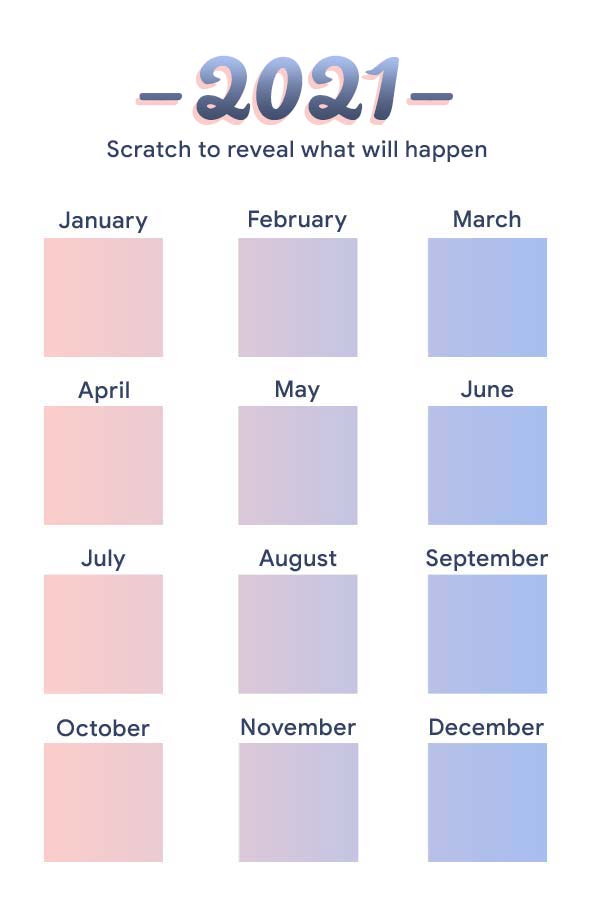 –2021–
Scratch to reveal what will happen
January February March
April May June
July August September
October November December